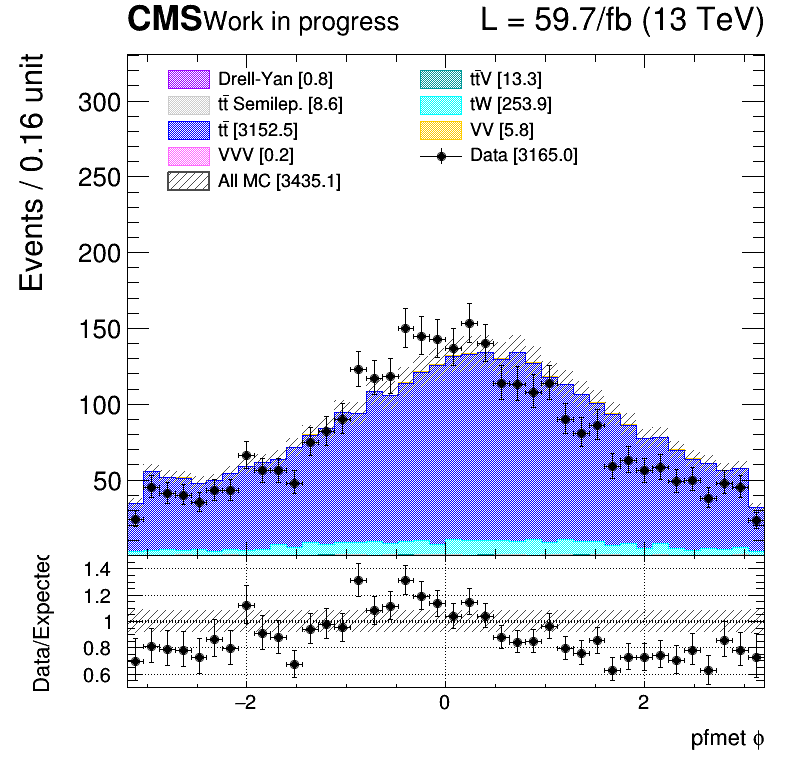 CMS Work in progress L = 59.7/fb (13 TeV)
Events / 0.16 unit
Drell-Yan [0.8]
tt̄ Semilep. [8.6]
tt̄ [3152.5]
VVV [0.2]
All MC [3435.1]
tt̄V [13.3]
tW [253.9]
VV [5.8]
Data [3165.0]
300
250
200
150
100
50
Data/Expected
1.4
1.2
1
0.8
0.6
−2 0 2
pfmet ϕ